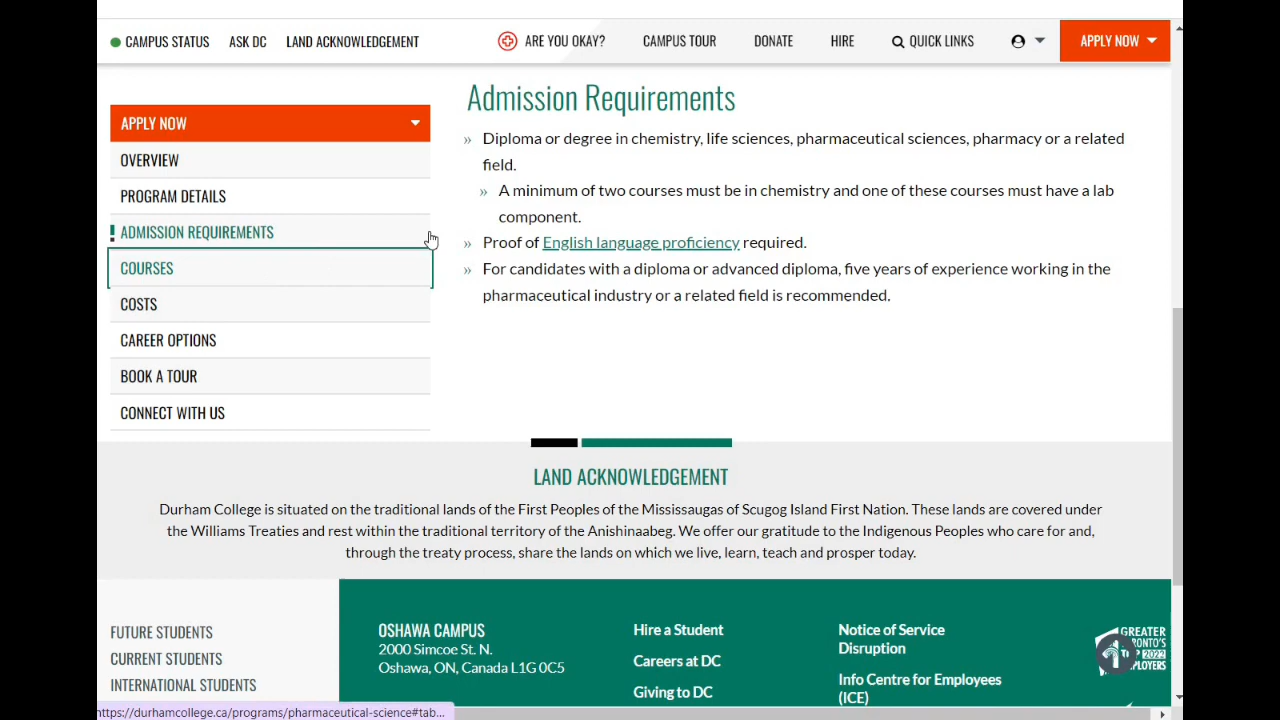 CAMPUS STATUS
ASK DC
LAND ACKNOWLEDGEMENT
ARE YOU OKAY?
CAMPUS TOUR
DONATE
HIRE
QUICK LINKS
APPLY NOW
APPLY NOW
OVERVIEW
PROGRAM DETAILS
ADMISSION REQUIREMENTS
COURSES
COSTS
CAREER OPTIONS
BOOK A TOUR
CONNECT WITH US
Admission Requirements
» Diploma or degree in chemistry, life sciences, pharmaceutical sciences, pharmacy or a related
field.
» A minimum of two courses must be in chemistry and one of these courses must have a lab
component.
» Proof of English language proficiency required.
» For candidates with a diploma or advanced diploma, five years of experience working in the
pharmaceutical industry or a related field is recommended.
LAND ACKNOWLEDGEMENT
Durham College is situated on the traditional lands of the First Peoples of the Mississaugas of Scugog Island First Nation. These lands are covered under
the Williams Treaties and rest within the traditional territory of the Anishinaabeg. We offer our gratitude to the Indigenous Peoples who care for and,
through the treaty process, share the lands on which we live, learn, teach and prosper today.
FUTURE STUDENTS
CURRENT STUDENTS
INTERNATIONAL STUDENTS
OSHAWA CAMPUS
2000 Simcoe St. N.
Oshawa, ON, Canada L1G 0C5
Hire a Student
Careers at DC
Giving to DC
Notice of Service
Disruption
Info Centre for Employees
(ICE)
GREATER
2022
https://durhamcollege.ca/programs/pharmaceutical-science#tab...